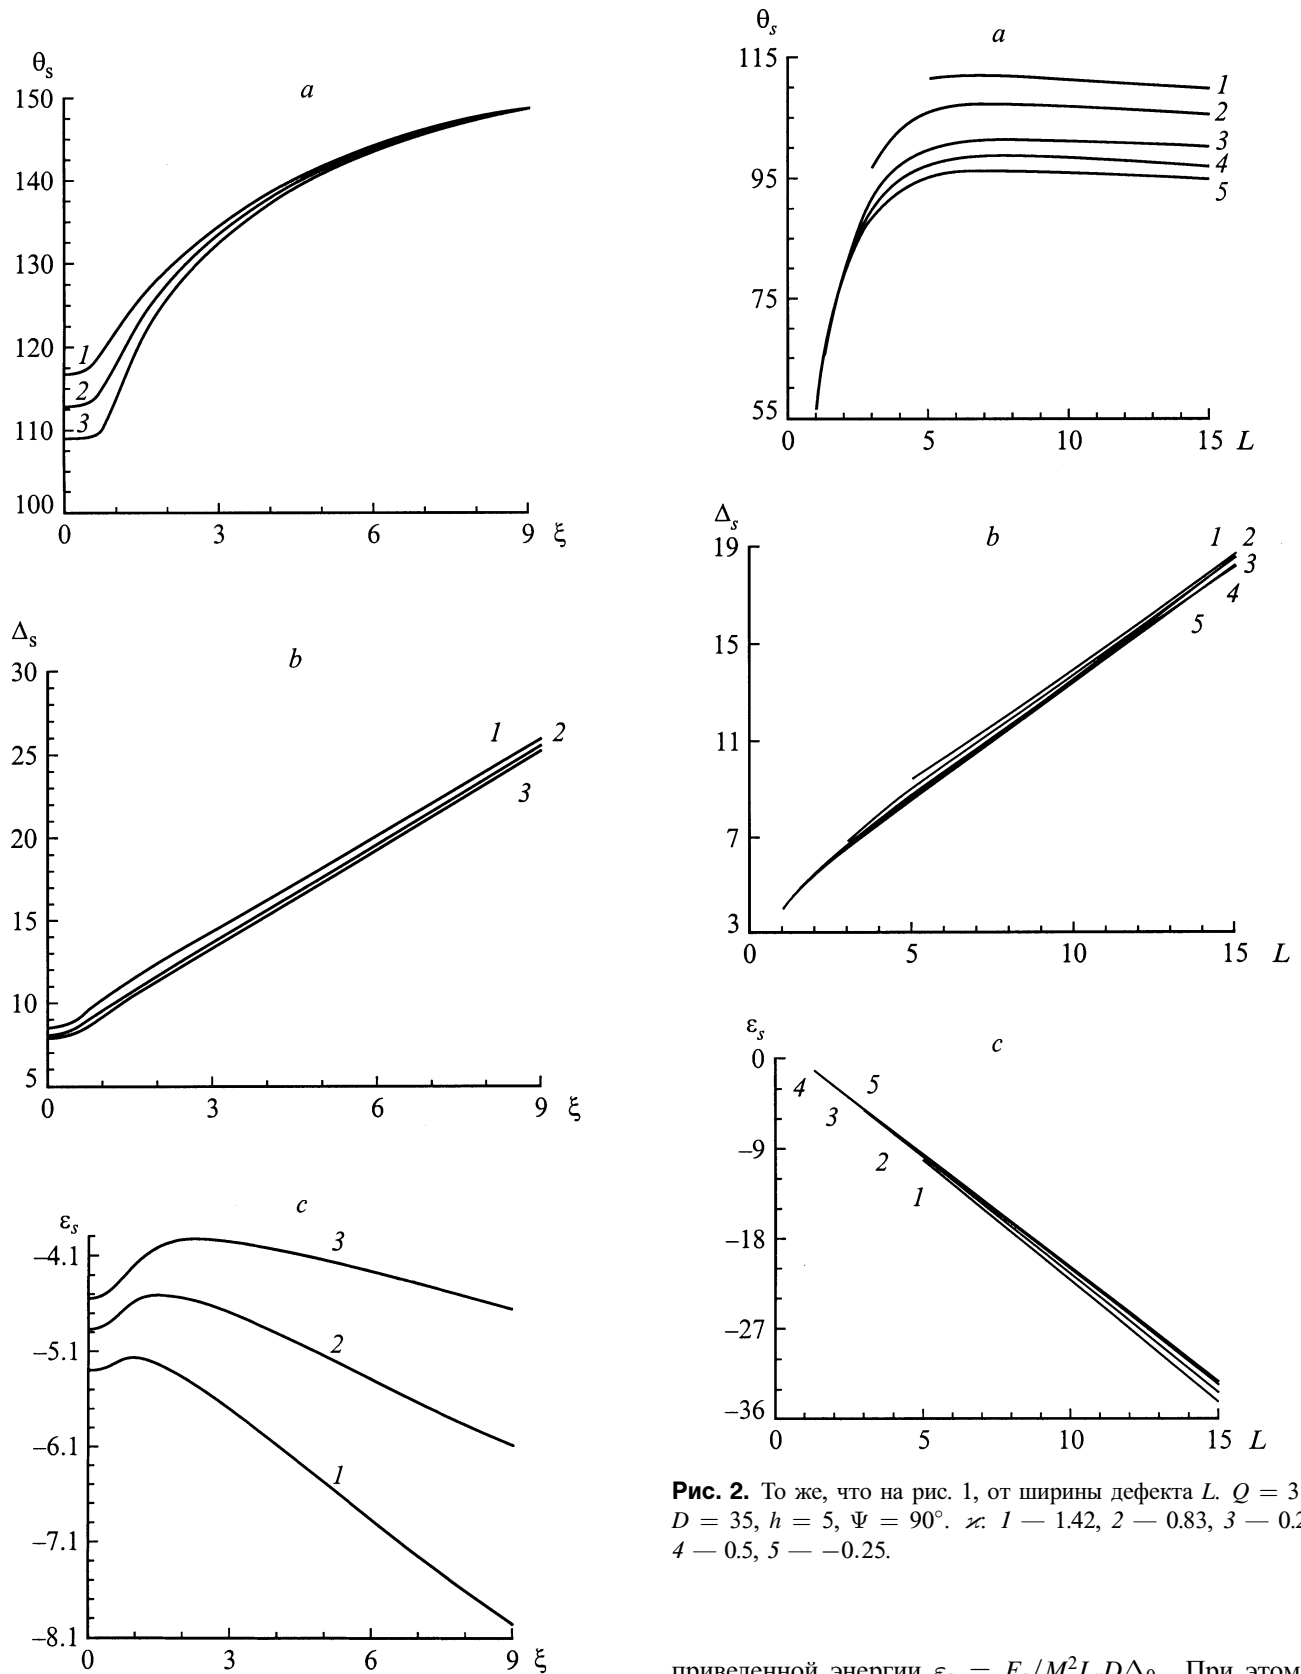 θs
a
150
140
130
120
110
100
1
2
3
0 3 6 9 ξ
Δs
b
30
25
20
15
10
5
1 2
3
0 3 6 9 ξ
c
εs
–4.1
–5.1
–6.1
–7.1
–8.1
3
2
1
0 3 6 9 ξ
θs
a
115
95
75
55
1
2
3
4
5
0 5 10 15 L
Δs
b
19
15
11
7
3
1 2
3
4
5
0 5 10 15 L
εs
c
0
–9
–18
–27
–36
4 5
3
2
1
0 5 10 15 L
Рис. 2. То же, что на рис. 1, от ширины дефекта L. Q = 3
D = 35, h = 5, Ψ = 90°. ϰ: 1 — 1.42, 2 — 0.83, 3 — 0.2
4 — 0.5, 5 — −0.25.
приведенной энергии При этом